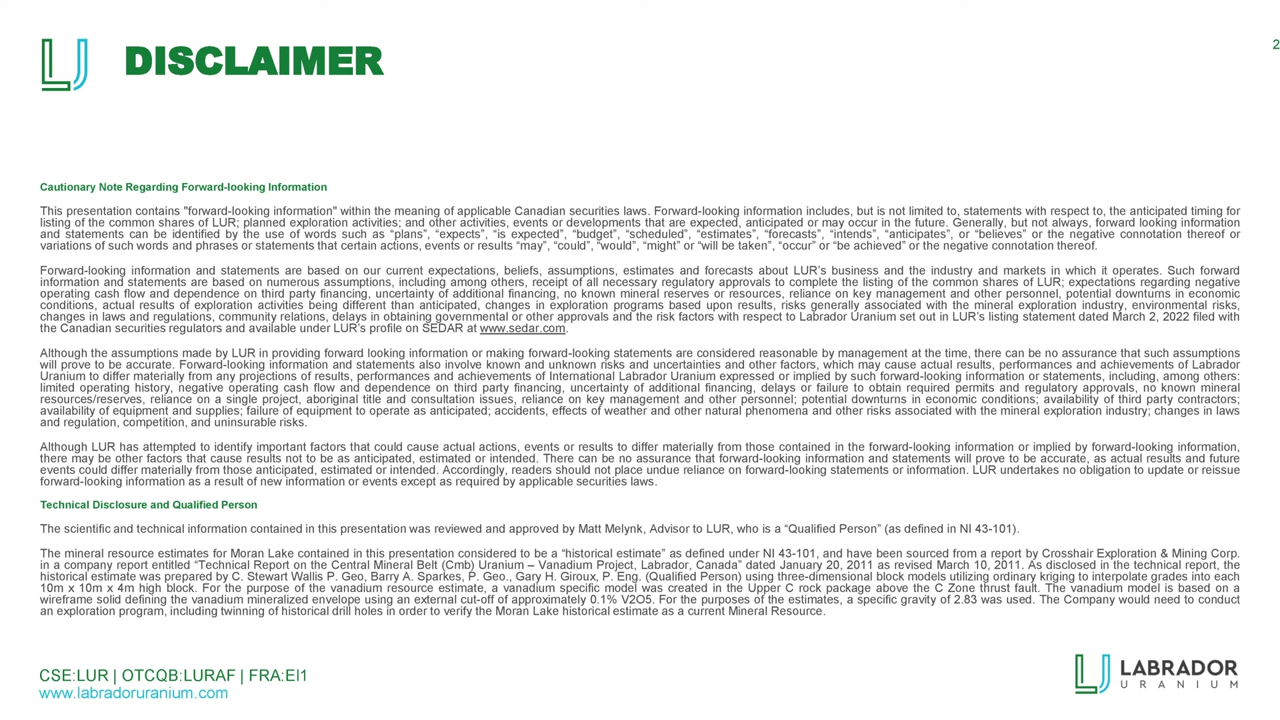 DISCLAIMER
2
Cautionary Note Regarding Forward-looking Information
This presentation contains "forward-looking information" within the meaning of applicable Canadian securities laws. Forward-looking information includes, but is not limited to, statements with respect to, the anticipated timing for
listing of the common shares of LUR; planned exploration activities; and other activities, events or developments that are expected, anticipated or may occur in the future. Generally, but not always, forward looking information
and statements can be identified by the use of words such as “plans”, “expects”, “is expected”, “budget”, “scheduled”, “estimates”, “forecasts”, “intends”, “anticipates”, or “believes” or the negative connotation thereof or
variations of such words and phrases or statements that certain actions, events or results “may”, “could”, “would”, “might” or “will be taken”, “occur” or “be achieved” or the negative connotation thereof.
Forward-looking information and statements are based on our current expectations, beliefs, assumptions, estimates and forecasts about LUR’s business and the industry and markets in which it operates. Such forward
information and statements are based on numerous assumptions, including among others, receipt of all necessary regulatory approvals to complete the listing of the common shares of LUR; expectations regarding negative
operating cash flow and dependence on third party financing, uncertainty of additional financing, no known mineral reserves or resources, reliance on key management and other personnel, potential downturns in economic
conditions, actual results of exploration activities being different than anticipated, changes in exploration programs based upon results, risks generally associated with the mineral exploration industry, environmental risks,
changes in laws and regulations, community relations, delays in obtaining governmental or other approvals and the risk factors with respect to Labrador Uranium set out in LUR’s listing statement dated March 2, 2022 filed with
the Canadian securities regulators and available under LUR’s profile on SEDAR at www.sedar.com.
Although the assumptions made by LUR in providing forward looking information or making forward-looking statements are considered reasonable by management at the time, there can be no assurance that such assumptions
will prove to be accurate. Forward-looking information and statements also involve known and unknown risks and uncertainties and other factors, which may cause actual results, performances and achievements of Labrador
Uranium to differ materially from any projections of results, performances and achievements of International Labrador Uranium expressed or implied by such forward-looking information or statements, including, among others:
limited operating history, negative operating cash flow and dependence on third party financing, uncertainty of additional financing, delays or failure to obtain required permits and regulatory approvals, no known mineral
resources/reserves, reliance on a single project, aboriginal title and consultation issues, reliance on key management and other personnel; potential downturns in economic conditions; availability of third party contractors;
availability of equipment and supplies; failure of equipment to operate as anticipated; accidents, effects of weather and other natural phenomena and other risks associated with the mineral exploration industry; changes in laws
and regulation, competition, and uninsurable risks.
Although LUR has attempted to identify important factors that could cause actual actions, events or results to differ materially from those contained in the forward-looking information or implied by forward-looking information,
there may be other factors that cause results not to be as anticipated, estimated or intended. There can be no assurance that forward-looking information and statements will prove to be accurate, as actual results and future
events could differ materially from those anticipated, estimated or intended. Accordingly, readers should not place undue reliance on forward-looking statements or information. LUR undertakes no obligation to update or reissue
forward-looking information as a result of new information or events except as required by applicable securities laws.
Technical Disclosure and Qualified Person
The scientific and technical information contained in this presentation was reviewed and approved by Matt Melynk, Advisor to LUR, who is a “Qualified Person” (as defined in NI 43-101).
The mineral resource estimates for Moran Lake contained in this presentation considered to be a “historical estimate” as defined under NI 43-101, and have been sourced from a report by Crosshair Exploration & Mining Corp.
in a company report entitled “Technical Report on the Central Mineral Belt (Cmb) Uranium – Vanadium Project, Labrador, Canada” dated January 20, 2011 as revised March 10, 2011. As disclosed in the technical report, the
historical estimate was prepared by C. Stewart Wallis P. Geo, Barry A. Sparkes, P. Geo., Gary H. Giroux, P. Eng. (Qualified Person) using three-dimensional block models utilizing ordinary kriging to interpolate grades into each
10m x 10m x 4m high block. For the purpose of the vanadium resource estimate, a vanadium specific model was created in the Upper C rock package above the C Zone thrust fault. The vanadium model is based on a
wireframe solid defining the vanadium mineralized envelope using an external cut-off of approximately 0.1% V2O5. For the purposes of the estimates, a specific gravity of 2.83 was used. The Company would need to conduct
an exploration program, including twinning of historical drill holes in order to verify the Moran Lake historical estimate as a current Mineral Resource.
CSE:LUR | OTCQB:LURAF | FRA:EI1
www.labradoruranium.com
LABRADOR
URANIUM